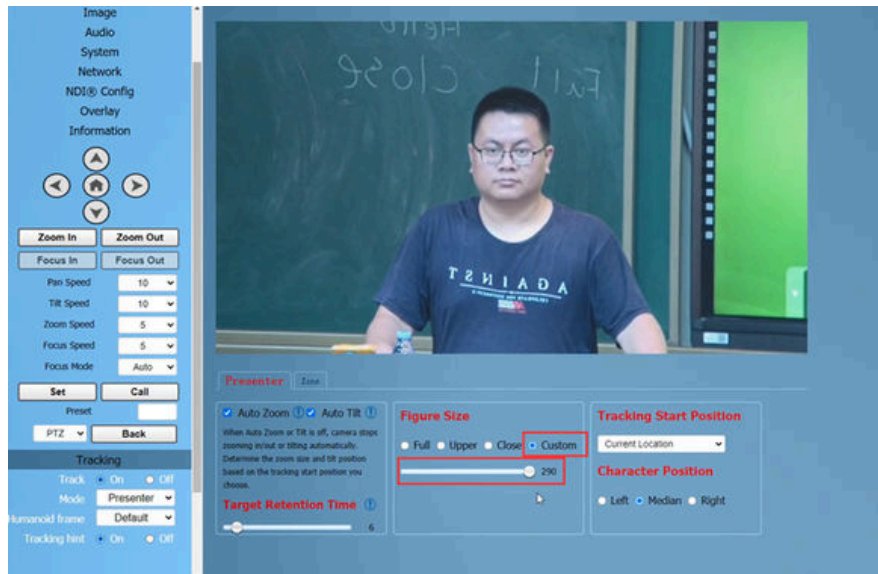 Image
Audio
System
Network
NDI® Config
Overlay
Information
Zoom In Zoom Out
Focus In Focus Out
Pan Speed 10
Tilt Speed 10
Zoom Speed 5
Focus Speed 5
Focus Mode Auto
Set Call
Preset
PTZ Back
Tracking
Track On Off
Mode Presenter
Humanoid frame Default
Tracking hint On Off
Hello
Full Close
AGAINST
Presenter Zone
Auto Zoom Auto Tilt
When Auto Zoom or Tilt is off, camera stops
zooming in/out or tilting automatically.
Determine the zoom size and tilt position
based on the tracking start position you
choose.
Target Retention Time
6
Figure Size
Full Upper Close Custom
290
Tracking Start Position
Current Location
Character Position
Left Median Right